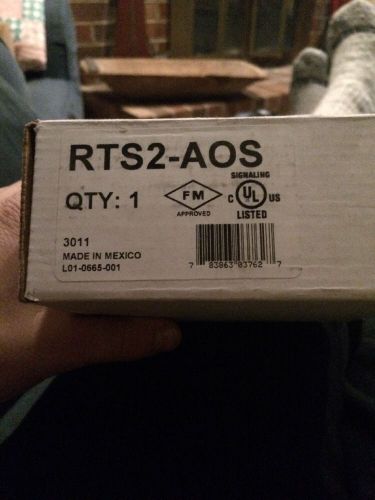 RTS2-AOS
QTY: 1
FM
APPROVED
SIGNALING
C UL US
LISTED
3011
MADE IN MEXICO
L01-0665-001
7 83863 03762 7